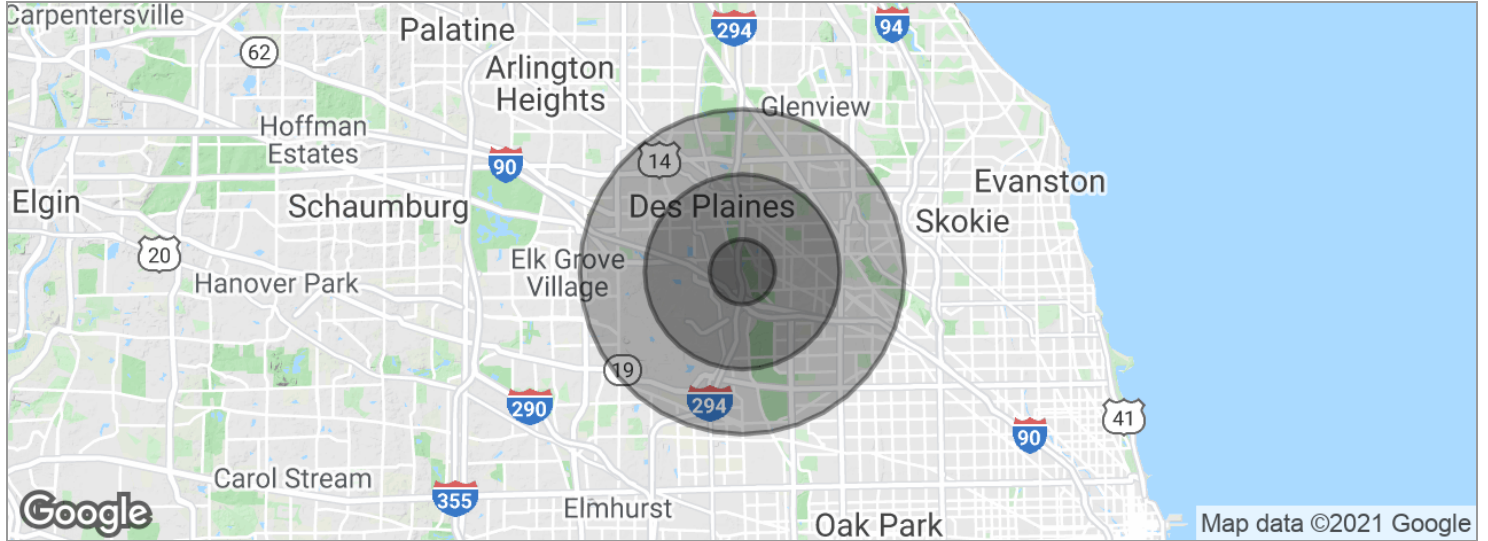 Carpentersville
Palatine
294
94
62
Arlington
Heights
Glenview
Hoffman
Estates
90
14
Evanston
Elgin
Schaumburg
Des Plaines
Skokie
20
Elk Grove
Village
Hanover Park
19
290
294
41
90
Carol Stream
355
Elmhurst
Google
Oak Park
Map data ©2021 Google